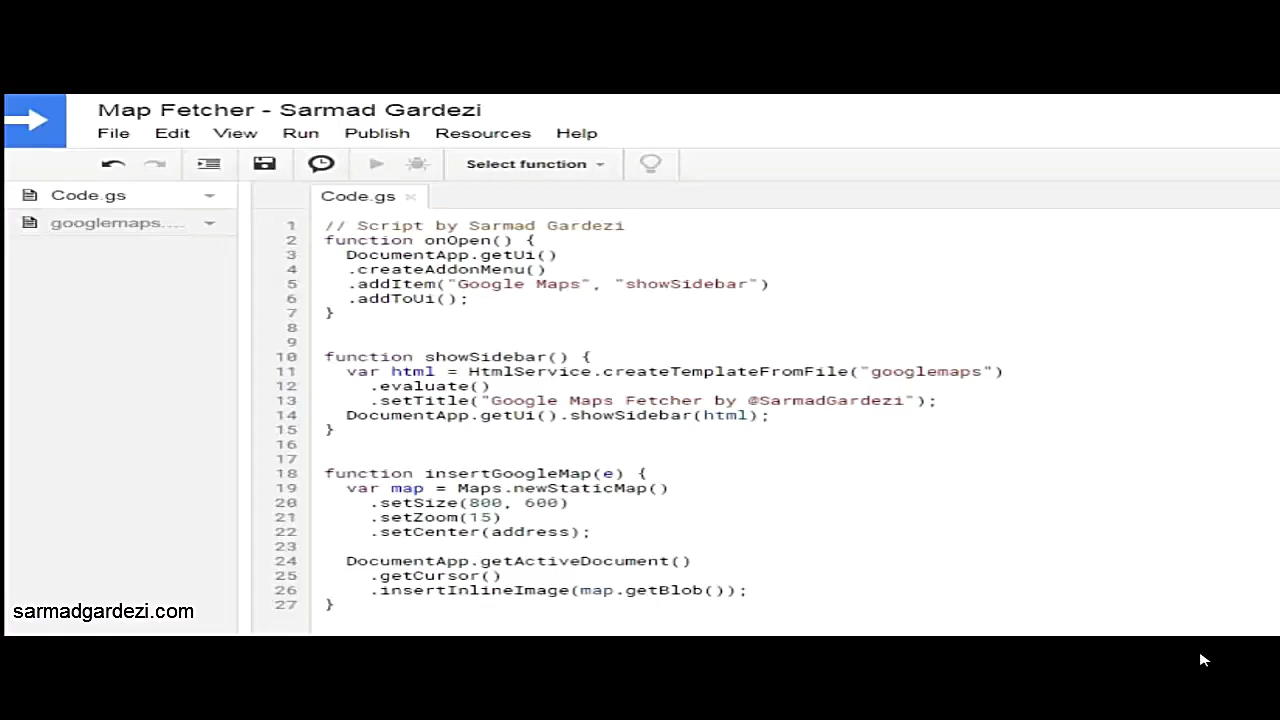 Map Fetcher - Sarmad Gardezi
File Edit View Run Publish Resources Help
Select function
Code.gs
googlemaps....
Code.gs ×
1 // Script by Sarmad Gardezi
2 function onOpen() {
3 DocumentApp.getUi()
4 .createAddonMenu()
5 .addItem("Google Maps", "showSidebar")
6 .addToUi();
7 }
8
9
10 function showSidebar() {
11 var html = HtmlService.createTemplateFromFile("googlemaps")
12 .evaluate()
13 .setTitle("Google Maps Fetcher by @SarmadGardezi");
14 DocumentApp.getUi().showSidebar(html);
15 }
16
17
18 function insertGoogleMap(e) {
19 var map = Maps.newStaticMap()
20 .setSize(800, 600)
21 .setZoom(15)
22 .setCenter(address);
23
24 DocumentApp.getActiveDocument()
25 .getCursor()
26 .insertInlineImage(map.getBlob());
27 }
sarmadgardezi.com